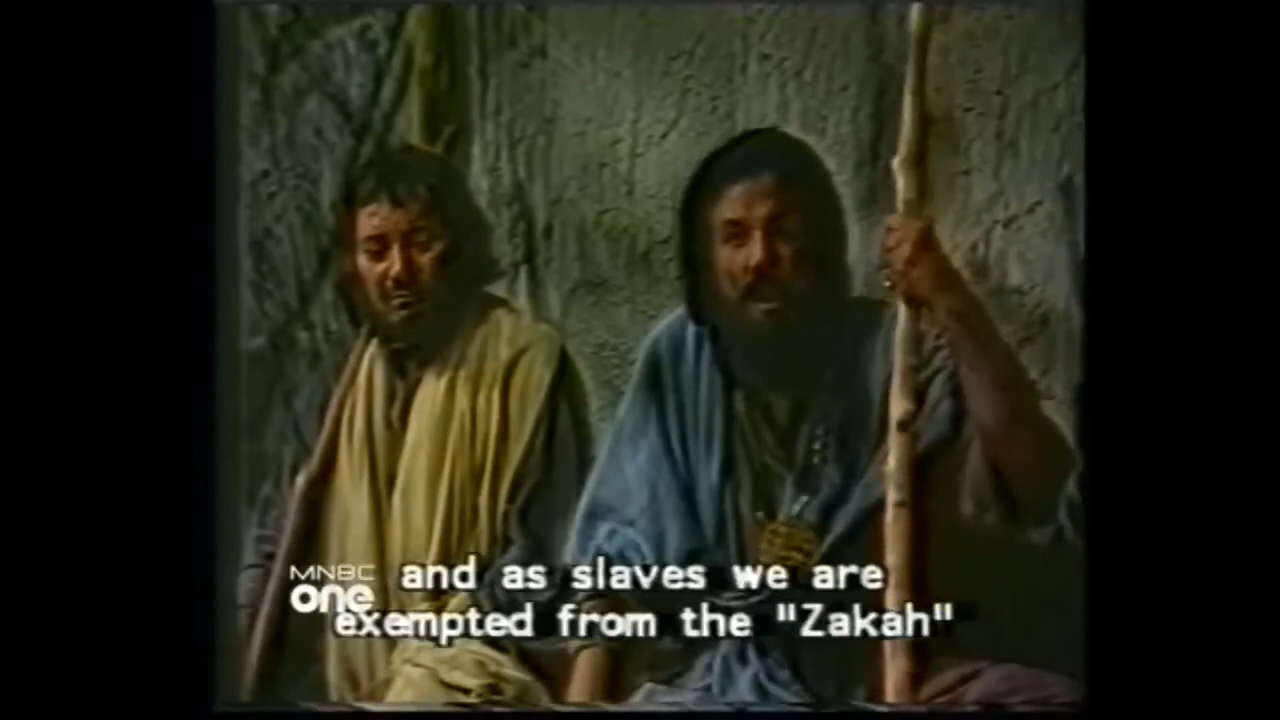 MNBC
one
and as slaves we are
exempted from the "Zakah"